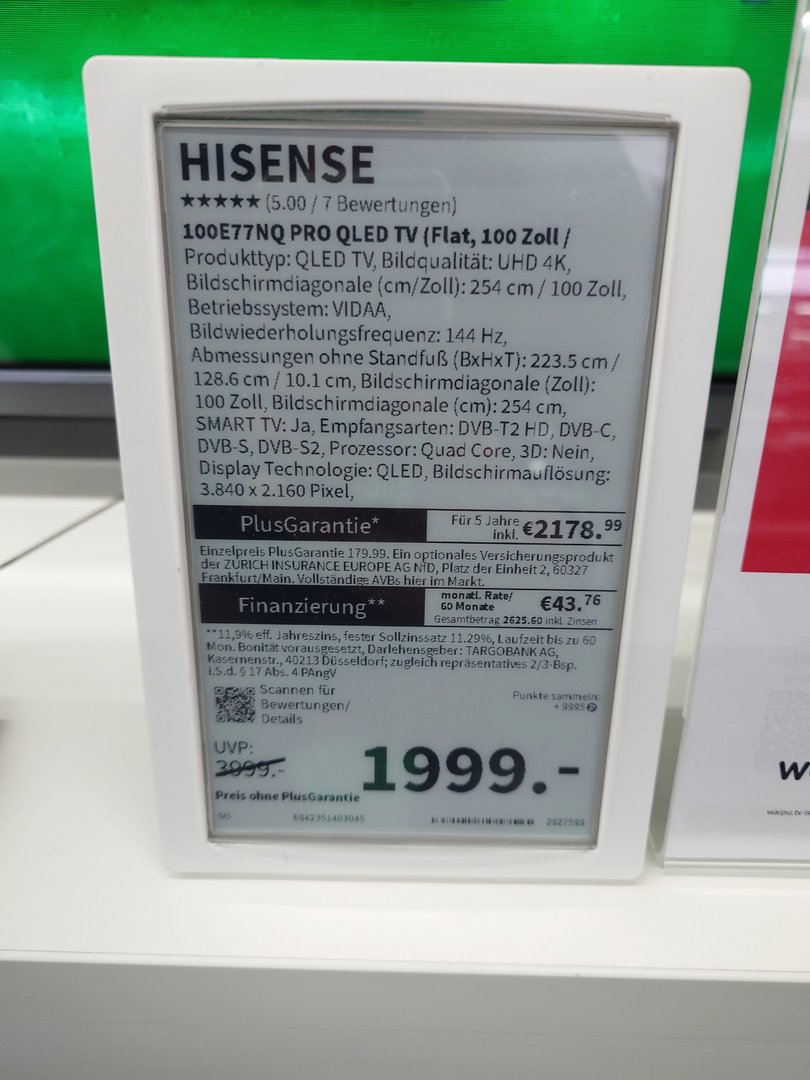 HISENSE
★★★★★ (5.00 / 7 Bewertungen)
100E77NQ PRO QLED TV (Flat, 100 Zoll /
Produkttyp: QLED TV, Bildqualität: UHD 4K,
Bildschirmdiagonale (cm/Zoll): 254 cm / 100 Zoll,
Betriebssystem: VIDAA,
Bildwiederholungsfrequenz: 144 Hz,
Abmessungen ohne Standfuß (BxHxT): 223.5 cm /
128.6 cm / 10.1 cm, Bildschirmdiagonale (Zoll):
100 Zoll, Bildschirmdiagonale (cm): 254 cm,
SMART TV: Ja, Empfangsarten: DVB-T2 HD, DVB-C,
DVB-S, DVB-S2, Prozessor: Quad Core, 3D: Nein,
Display Technologie: QLED, Bildschirmauflösung:
3.840 x 2.160 Pixel,
PlusGarantie* Für 5 Jahre inkl. €2178.99
Einzelpreis PlusGarantie 179.99. Ein optionales Versicherungsprodukt
der ZURICH INSURANCE EUROPE AG NfD, Platz der Einheit 2, 60327
Frankfurt/Main. Vollständige AVBs hier im Markt.
Finanzierung** monatl. Rate/ 60 Monate €43.76
Gesamtbetrag 2625.60 inkl. Zinsen
**11,9% eff. Jahreszins, fester Sollzinssatz 11.29%, Laufzeit bis zu 60
Mon. Bonität vorausgesetzt, Darlehensgeber: TARGOBANK AG,
Kasernenstr., 40213 Düsseldorf; zugleich repräsentatives 2/3-Bsp.
i.S.d. § 17 Abs. 4 PAngV
Scannen für
Bewertungen/
Details
Punkte sammeln:
+ 9995
UVP:
3999.-
1999.-
Preis ohne PlusGarantie
6942351403045
2927599
waipu.tv is